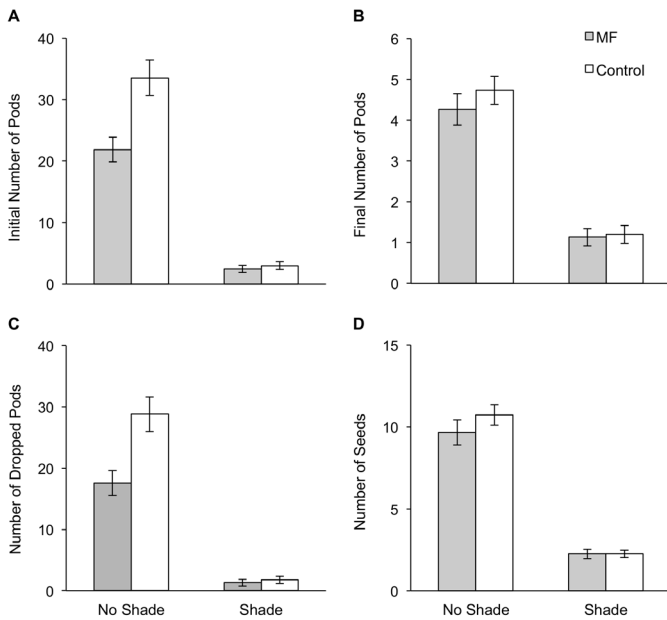 A
Initial Number of Pods
40
30
20
10
0
B
Final Number of Pods
6
5
4
3
2
1
0
MF
Control
C
Number of Dropped Pods
40
30
20
10
0
No Shade Shade
D
Number of Seeds
15
10
5
0
No Shade Shade